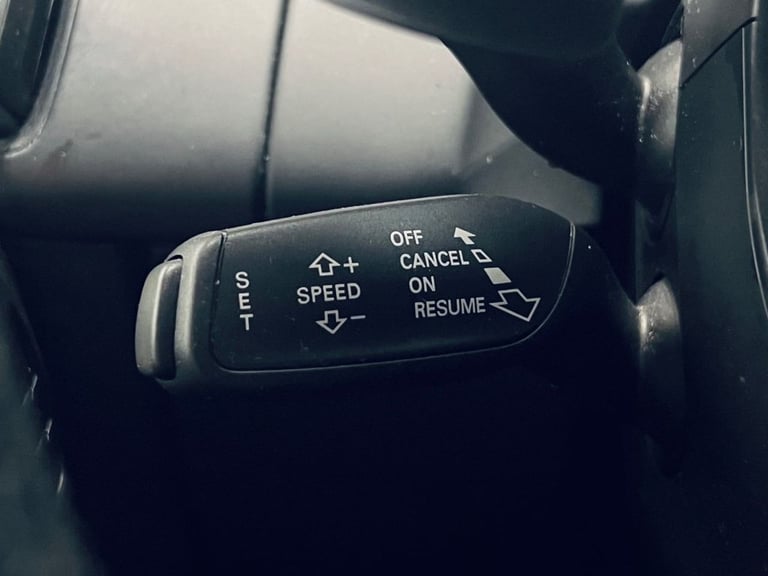 SET
SPEED
+
-
OFF
CANCEL
ON
RESUME